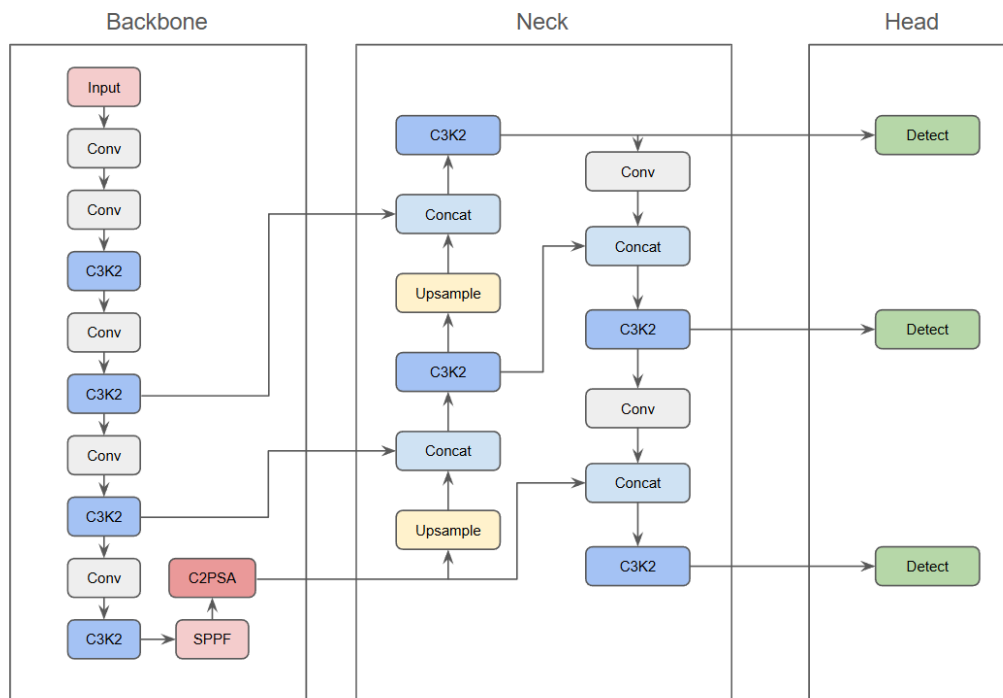 Backbone
Neck
Head
Input
Conv
Conv
C3K2
Conv
C3K2
Conv
C3K2
Conv
C3K2
C2PSA
SPPF
C3K2
Concat
Upsample
C3K2
Concat
Upsample
Conv
Concat
C3K2
Conv
Concat
C3K2
Detect
Detect
Detect